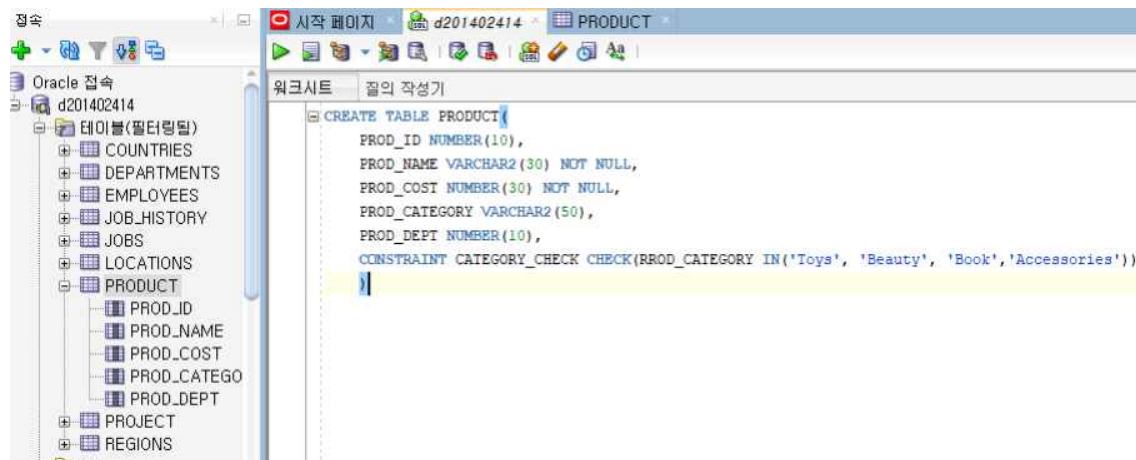 접속
시작 페이지
d201402414
PRODUCT
Oracle 접속
d201402414
테이블(필터링됨)
COUNTRIES
DEPARTMENTS
EMPLOYEES
JOB_HISTORY
JOBS
LOCATIONS
PRODUCT
PROD_ID
PROD_NAME
PROD_COST
PROD_CATEGO
PROD_DEPT
PROJECT
REGIONS
워크시트 질의 작성기
CREATE TABLE PRODUCT(
PROD_ID NUMBER(10),
PROD_NAME VARCHAR2(30) NOT NULL,
PROD_COST NUMBER(30) NOT NULL,
PROD_CATEGORY VARCHAR2(50),
PROD_DEPT NUMBER(10),
CONSTRAINT CATEGORY_CHECK CHECK(RROD_CATEGORY IN('Toys', 'Beauty', 'Book','Accessories'))
)